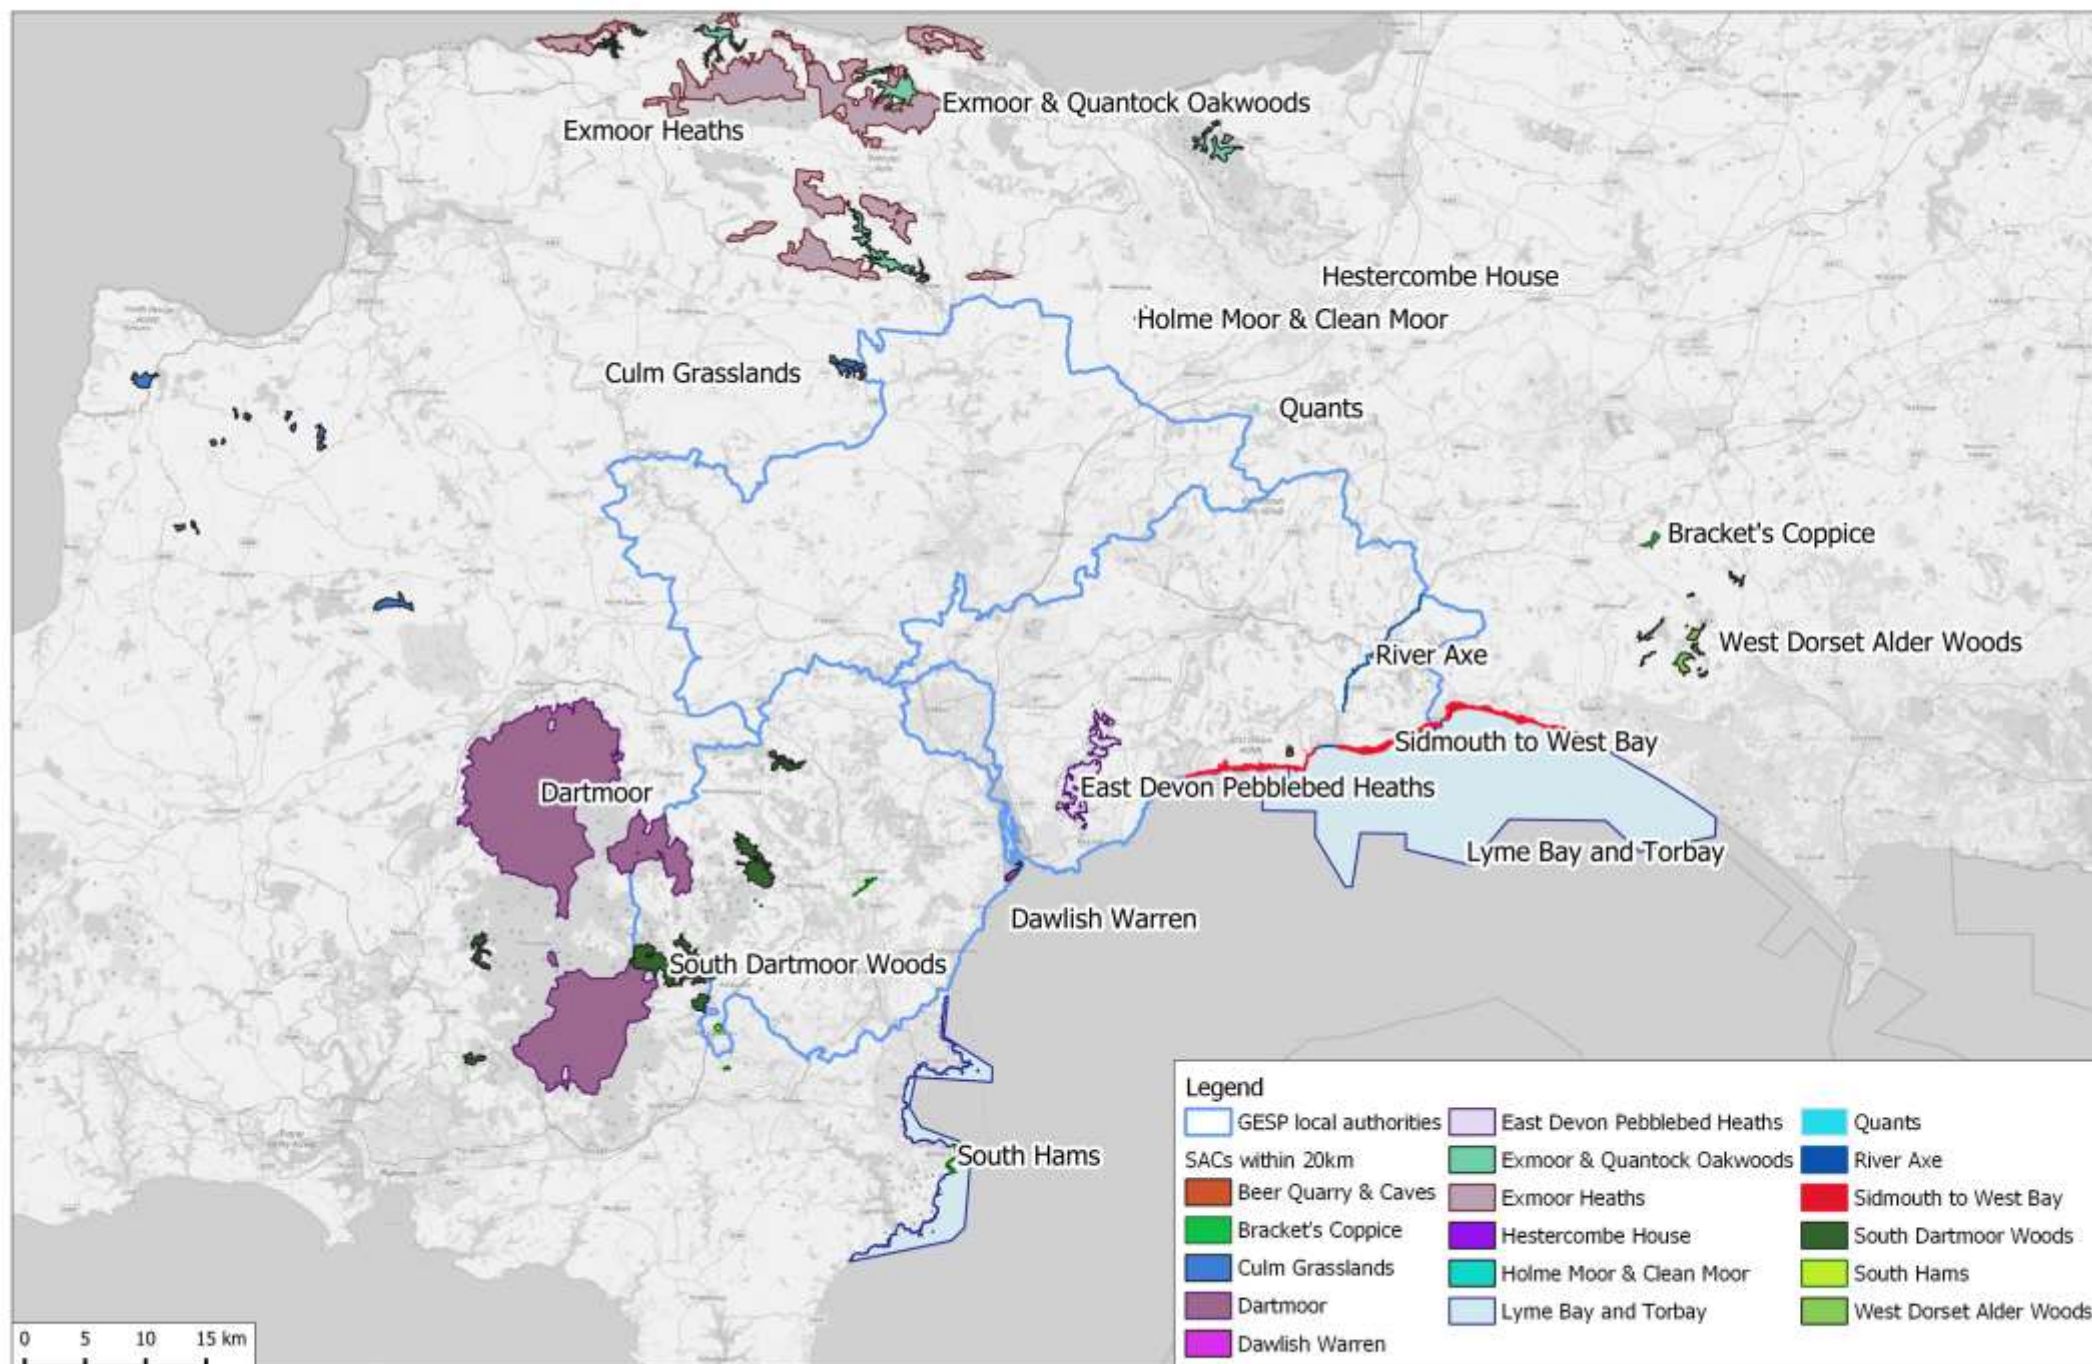 Exmoor & Quantock Oakwoods
Exmoor Heaths
Hestercombe House
Holme Moor & Clean Moor
Culm Grasslands
Quants
Bracket's Coppice
West Dorset Alder Woods
River Axe
Sidmouth to West Bay
East Devon Pebblebed Heaths
Dartmoor
Lyme Bay and Torbay
Dawlish Warren
South Dartmoor Woods
South Hams
Legend
GESP local authorities
SACs within 20km
Beer Quarry & Caves
Bracket's Coppice
Culm Grasslands
Dartmoor
Dawlish Warren
East Devon Pebblebed Heaths
Exmoor & Quantock Oakwoods
Exmoor Heaths
Hestercombe House
Holme Moor & Clean Moor
Lyme Bay and Torbay
Quants
River Axe
Sidmouth to West Bay
South Dartmoor Woods
South Hams
West Dorset Alder Woods
0 5 10 15 km